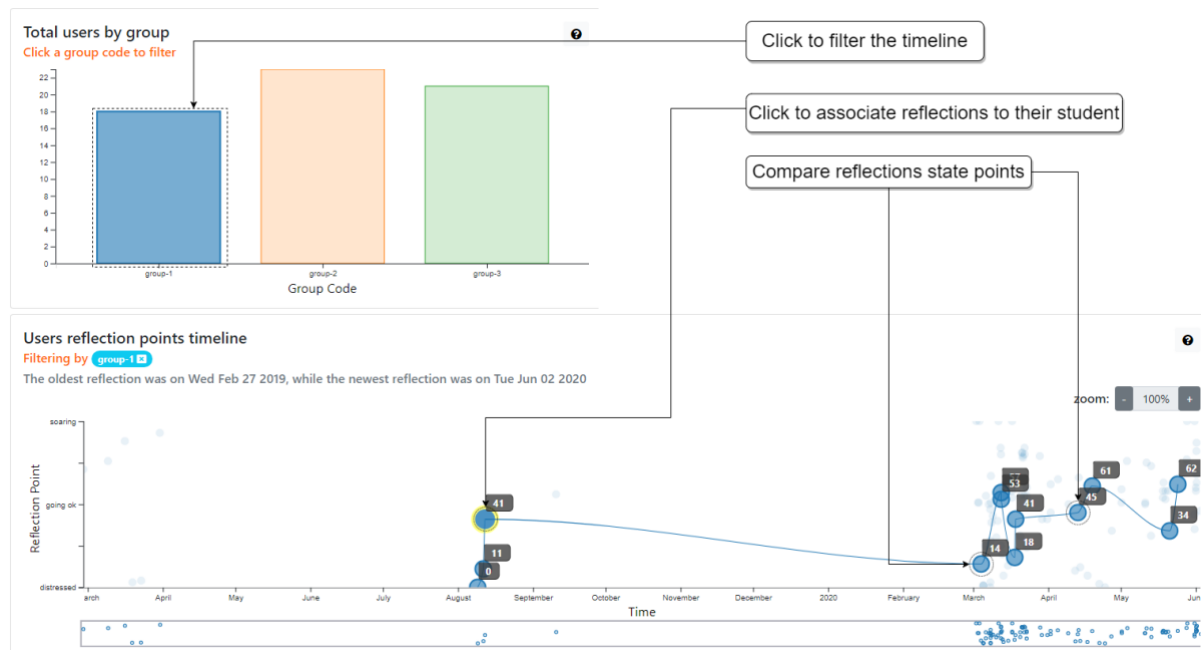 Total users by group
Click a group code to filter
Click to filter the timeline
Click to associate reflections to their student
Compare reflections state points
22
20
18
16
14
12
10
8
6
4
2
0
group-1
group-2
group-3
Group Code
Users reflection points timeline
Filtering by group-1
The oldest reflection was on Wed Feb 27 2019, while the newest reflection was on Tue Jun 02 2020
zoom: - 100% +
soaring
going ok
distressed
Reflection Point
41
11
0
14
53
41
18
45
61
34
62
arch April May June July August September October November December 2020 February March April May Jun
Time